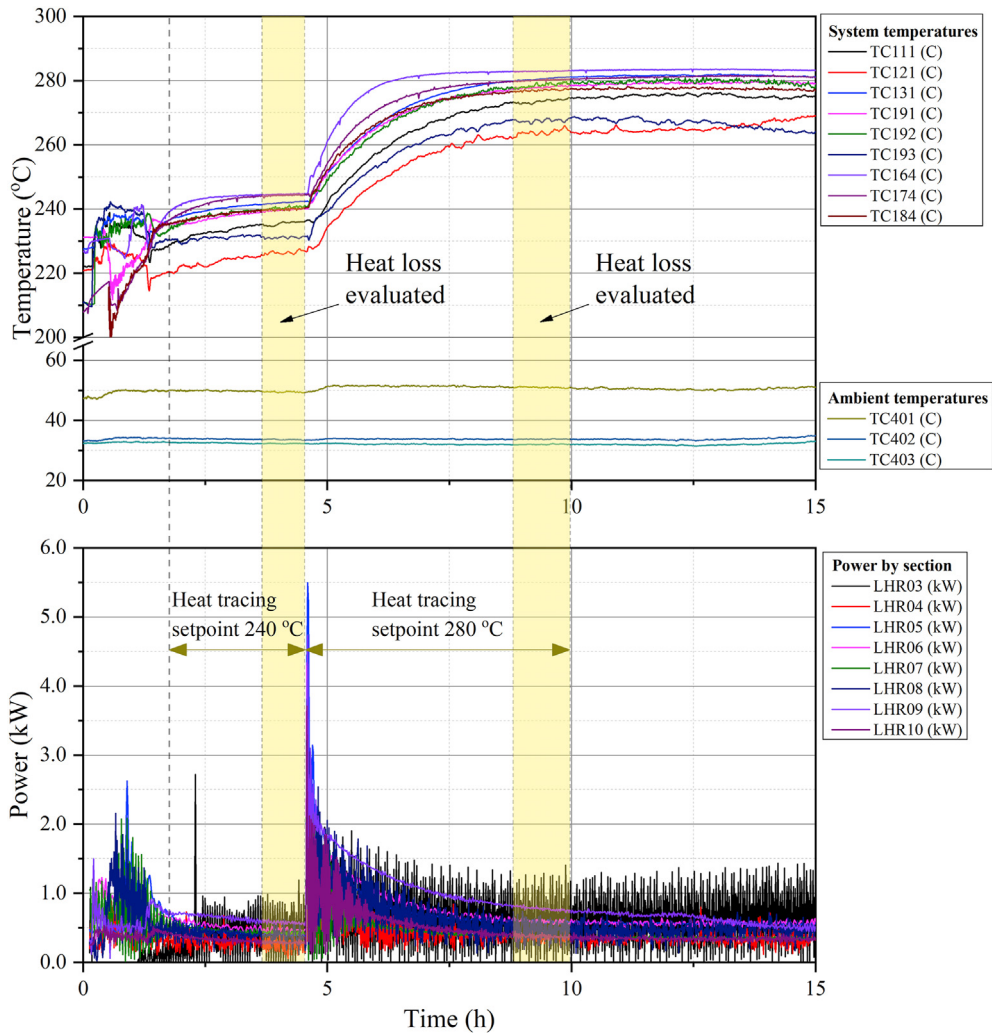 300
280
260
240
220
200
60
40
20
Temperature (°C)
0
5
10
15
Heat loss
evaluated
Heat loss
evaluated
System temperatures
TC111 (C)
TC121 (C)
TC131 (C)
TC191 (C)
TC192 (C)
TC193 (C)
TC164 (C)
TC174 (C)
TC184 (C)
Ambient temperatures
TC401 (C)
TC402 (C)
TC403 (C)
6.0
5.0
4.0
3.0
2.0
1.0
0.0
Power (kW)
Heat tracing
setpoint 240 °C
Heat tracing
setpoint 280 °C
Power by section
LHR03 (kW)
LHR04 (kW)
LHR05 (kW)
LHR06 (kW)
LHR07 (kW)
LHR08 (kW)
LHR09 (kW)
LHR10 (kW)
0
5
10
15
Time (h)